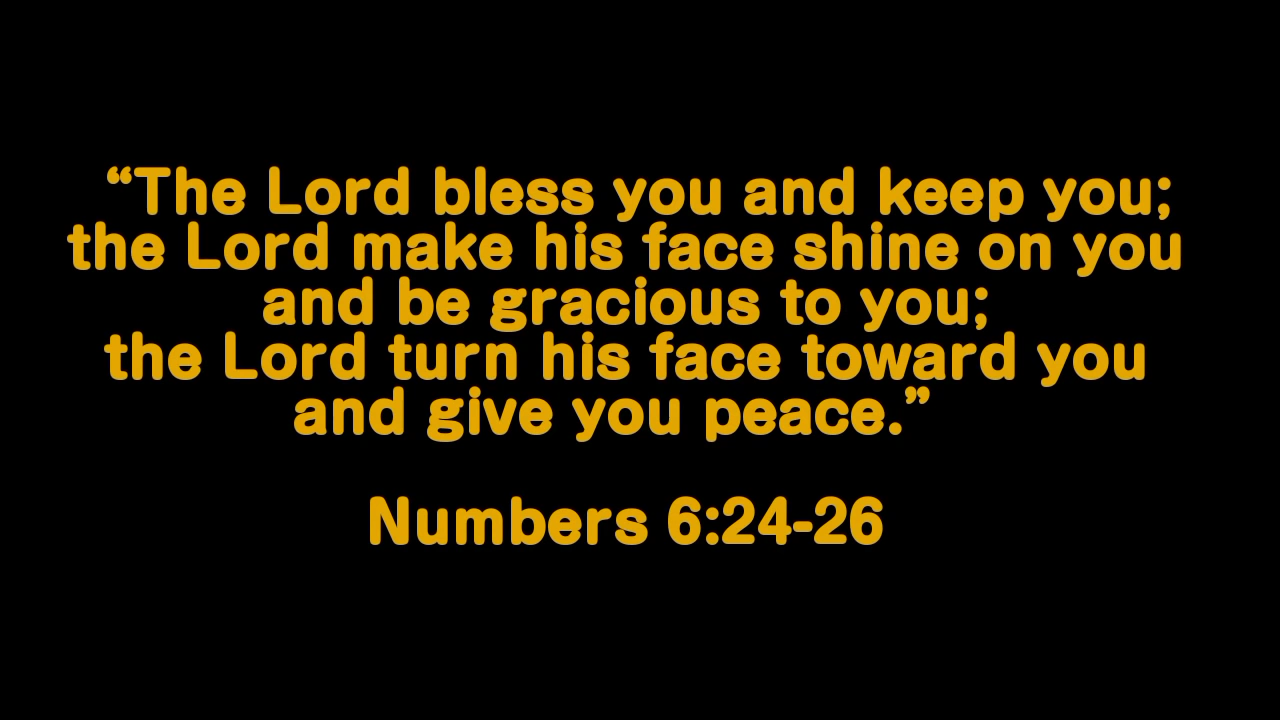 “The Lord bless you and keep you;
the Lord make his face shine on you
and be gracious to you;
the Lord turn his face toward you
and give you peace.”
Numbers 6:24-26